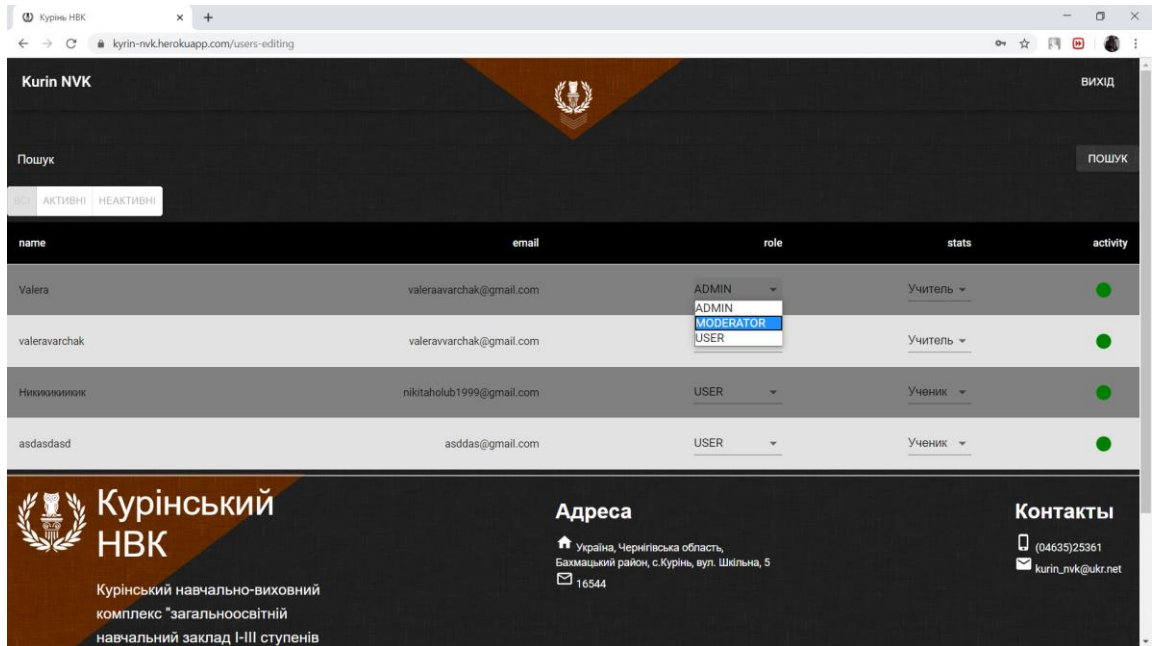 Курінь НВК
kyrin-nvk.herokuapp.com/users-editing
Kurin NVK
ВИХІД
Пошук
ПОШУК
ВСІ АКТИВНІ НЕАКТИВНІ
name email role stats activity
Valera valeraavarchak@gmail.com ADMIN Учитель
ADMIN
MODERATOR
USER
valeravarchak valeravvarchak@gmail.com Учитель
nikitaholub1999@gmail.com USER Ученик
asdasdasd asddas@gmail.com USER Ученик
Курінський
НВК
Курінський навчально-виховний
комплекс "загальноосвітній
навчальний заклад І-ІІІ ступенів
Адреса
Україна, Чернігівська область,
Бахмацький район, с.Курінь, вул. Шкільна, 5
16544
Контакты
(04635)25361
kurin_nvk@ukr.net